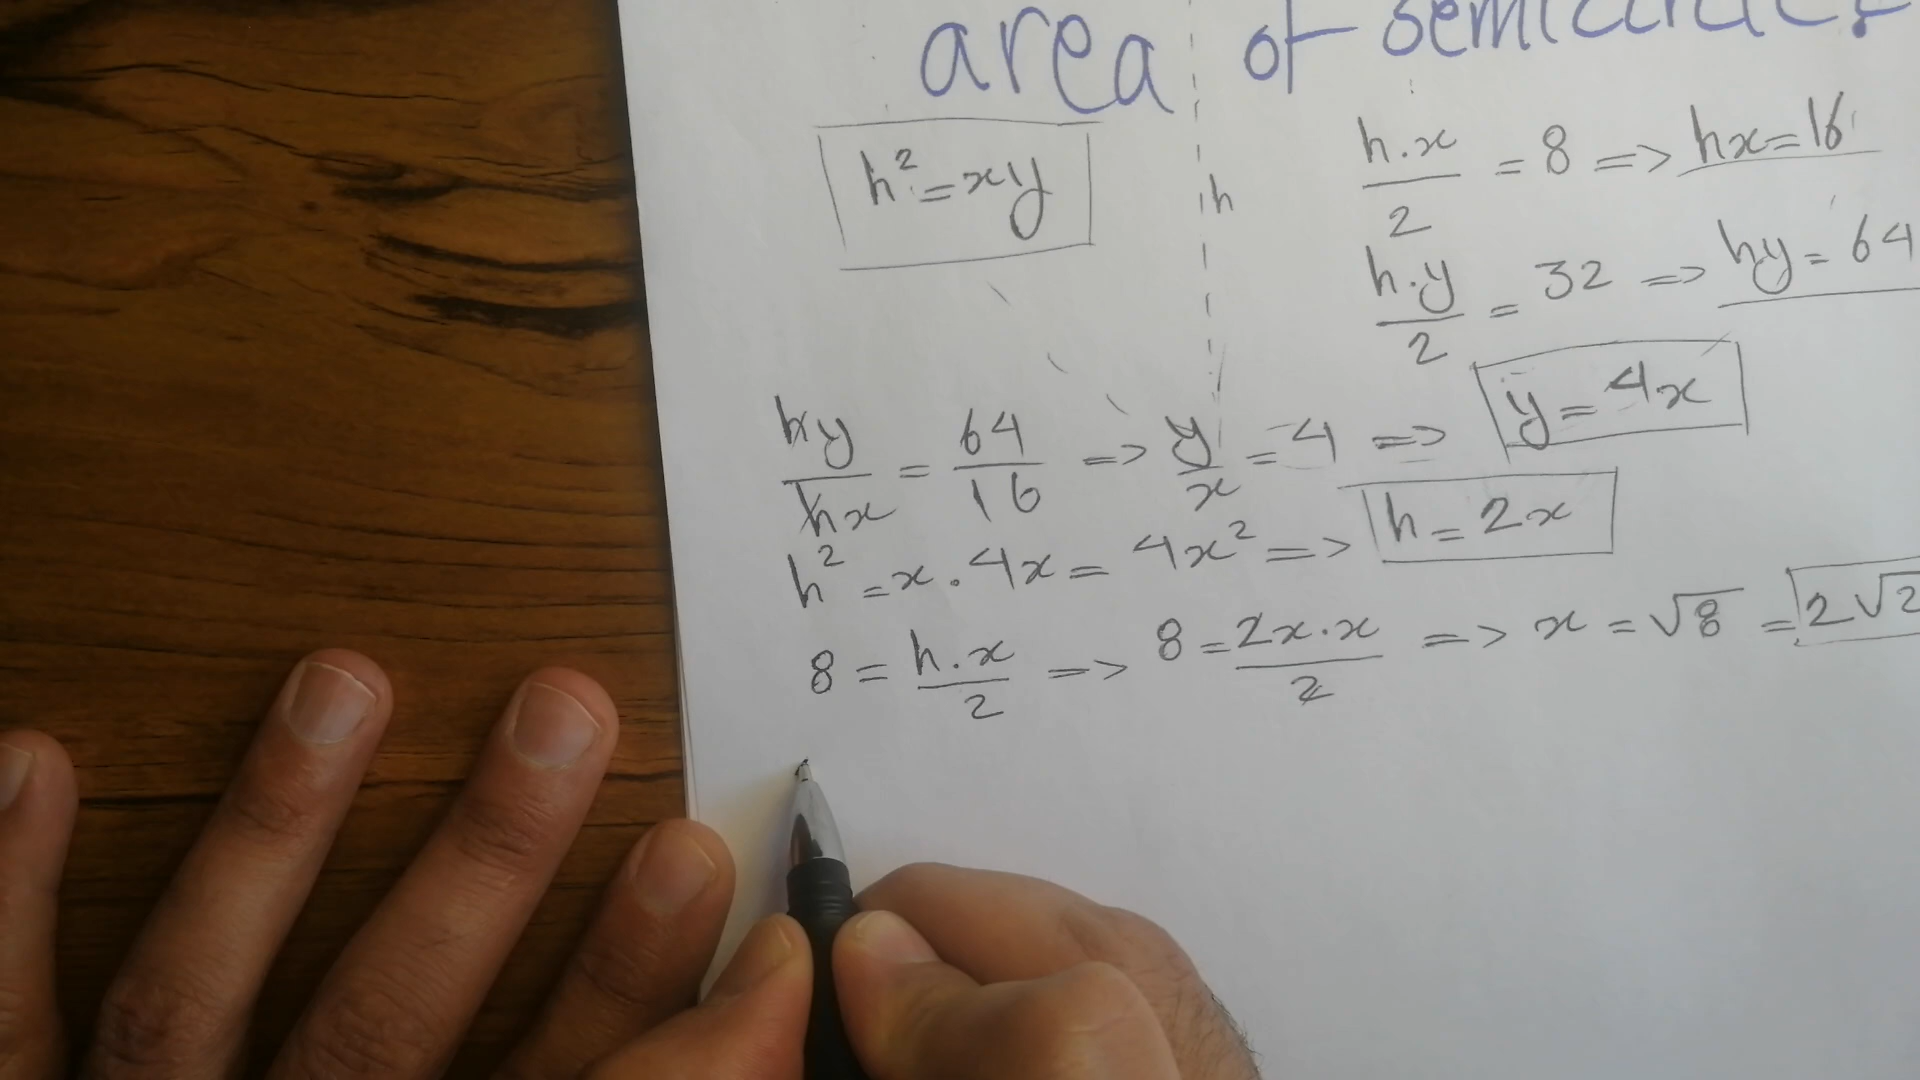 area of semicircle?
h² = xy
h
h.x/2 = 8 => hx = 16
h.y/2 = 32 => hy = 64
hy/hx = 64/16 => y/x = 4 => y = 4x
h² = x . 4x = 4x² => h = 2x
8 = h.x/2 => 8 = 2x.x/2 => x = √8 = 2√2